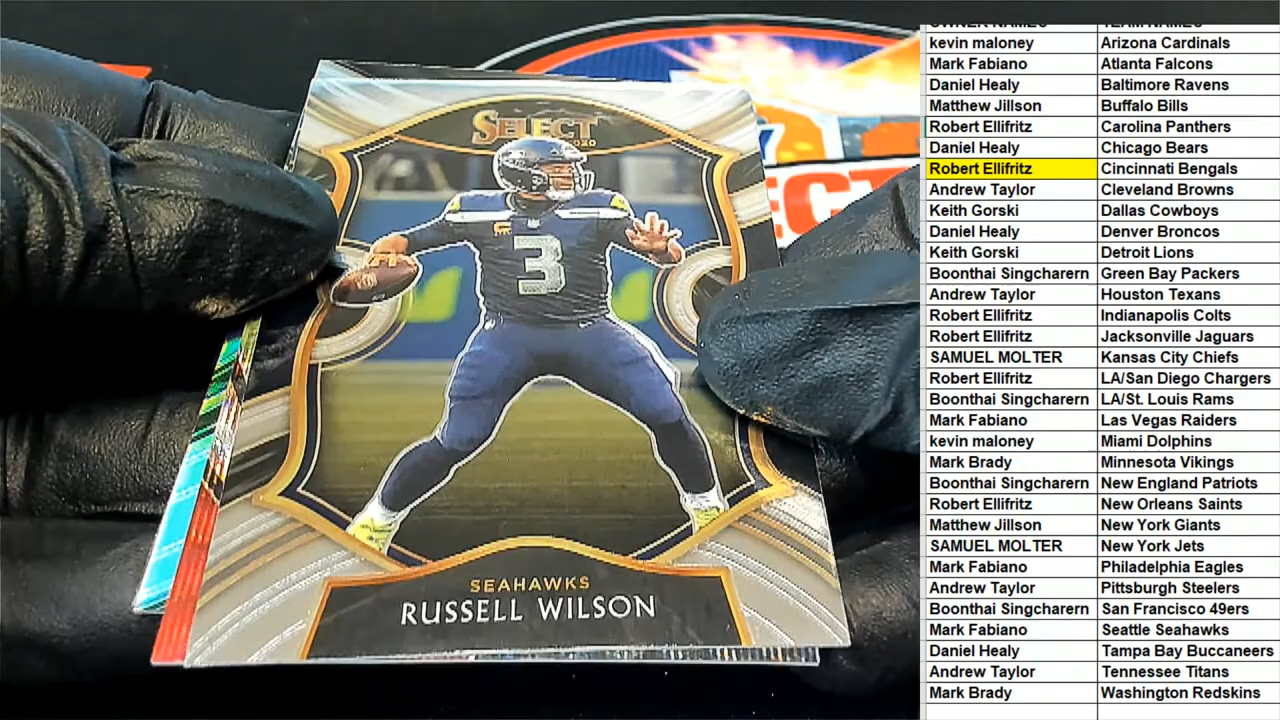 SELECT
2020
3
SEAHAWKS
RUSSELL WILSON
kevin maloney Arizona Cardinals
Mark Fabiano Atlanta Falcons
Daniel Healy Baltimore Ravens
Matthew Jillson Buffalo Bills
Robert Ellifritz Carolina Panthers
Daniel Healy Chicago Bears
Robert Ellifritz Cincinnati Bengals
Andrew Taylor Cleveland Browns
Keith Gorski Dallas Cowboys
Daniel Healy Denver Broncos
Keith Gorski Detroit Lions
Boonthai Singcharern Green Bay Packers
Andrew Taylor Houston Texans
Robert Ellifritz Indianapolis Colts
Robert Ellifritz Jacksonville Jaguars
SAMUEL MOLTER Kansas City Chiefs
Robert Ellifritz LA/San Diego Chargers
Boonthai Singcharern LA/St. Louis Rams
Mark Fabiano Las Vegas Raiders
kevin maloney Miami Dolphins
Mark Brady Minnesota Vikings
Boonthai Singcharern New England Patriots
Robert Ellifritz New Orleans Saints
Matthew Jillson New York Giants
SAMUEL MOLTER New York Jets
Mark Fabiano Philadelphia Eagles
Andrew Taylor Pittsburgh Steelers
Boonthai Singcharern San Francisco 49ers
Mark Fabiano Seattle Seahawks
Daniel Healy Tampa Bay Buccaneers
Andrew Taylor Tennessee Titans
Mark Brady Washington Redskins